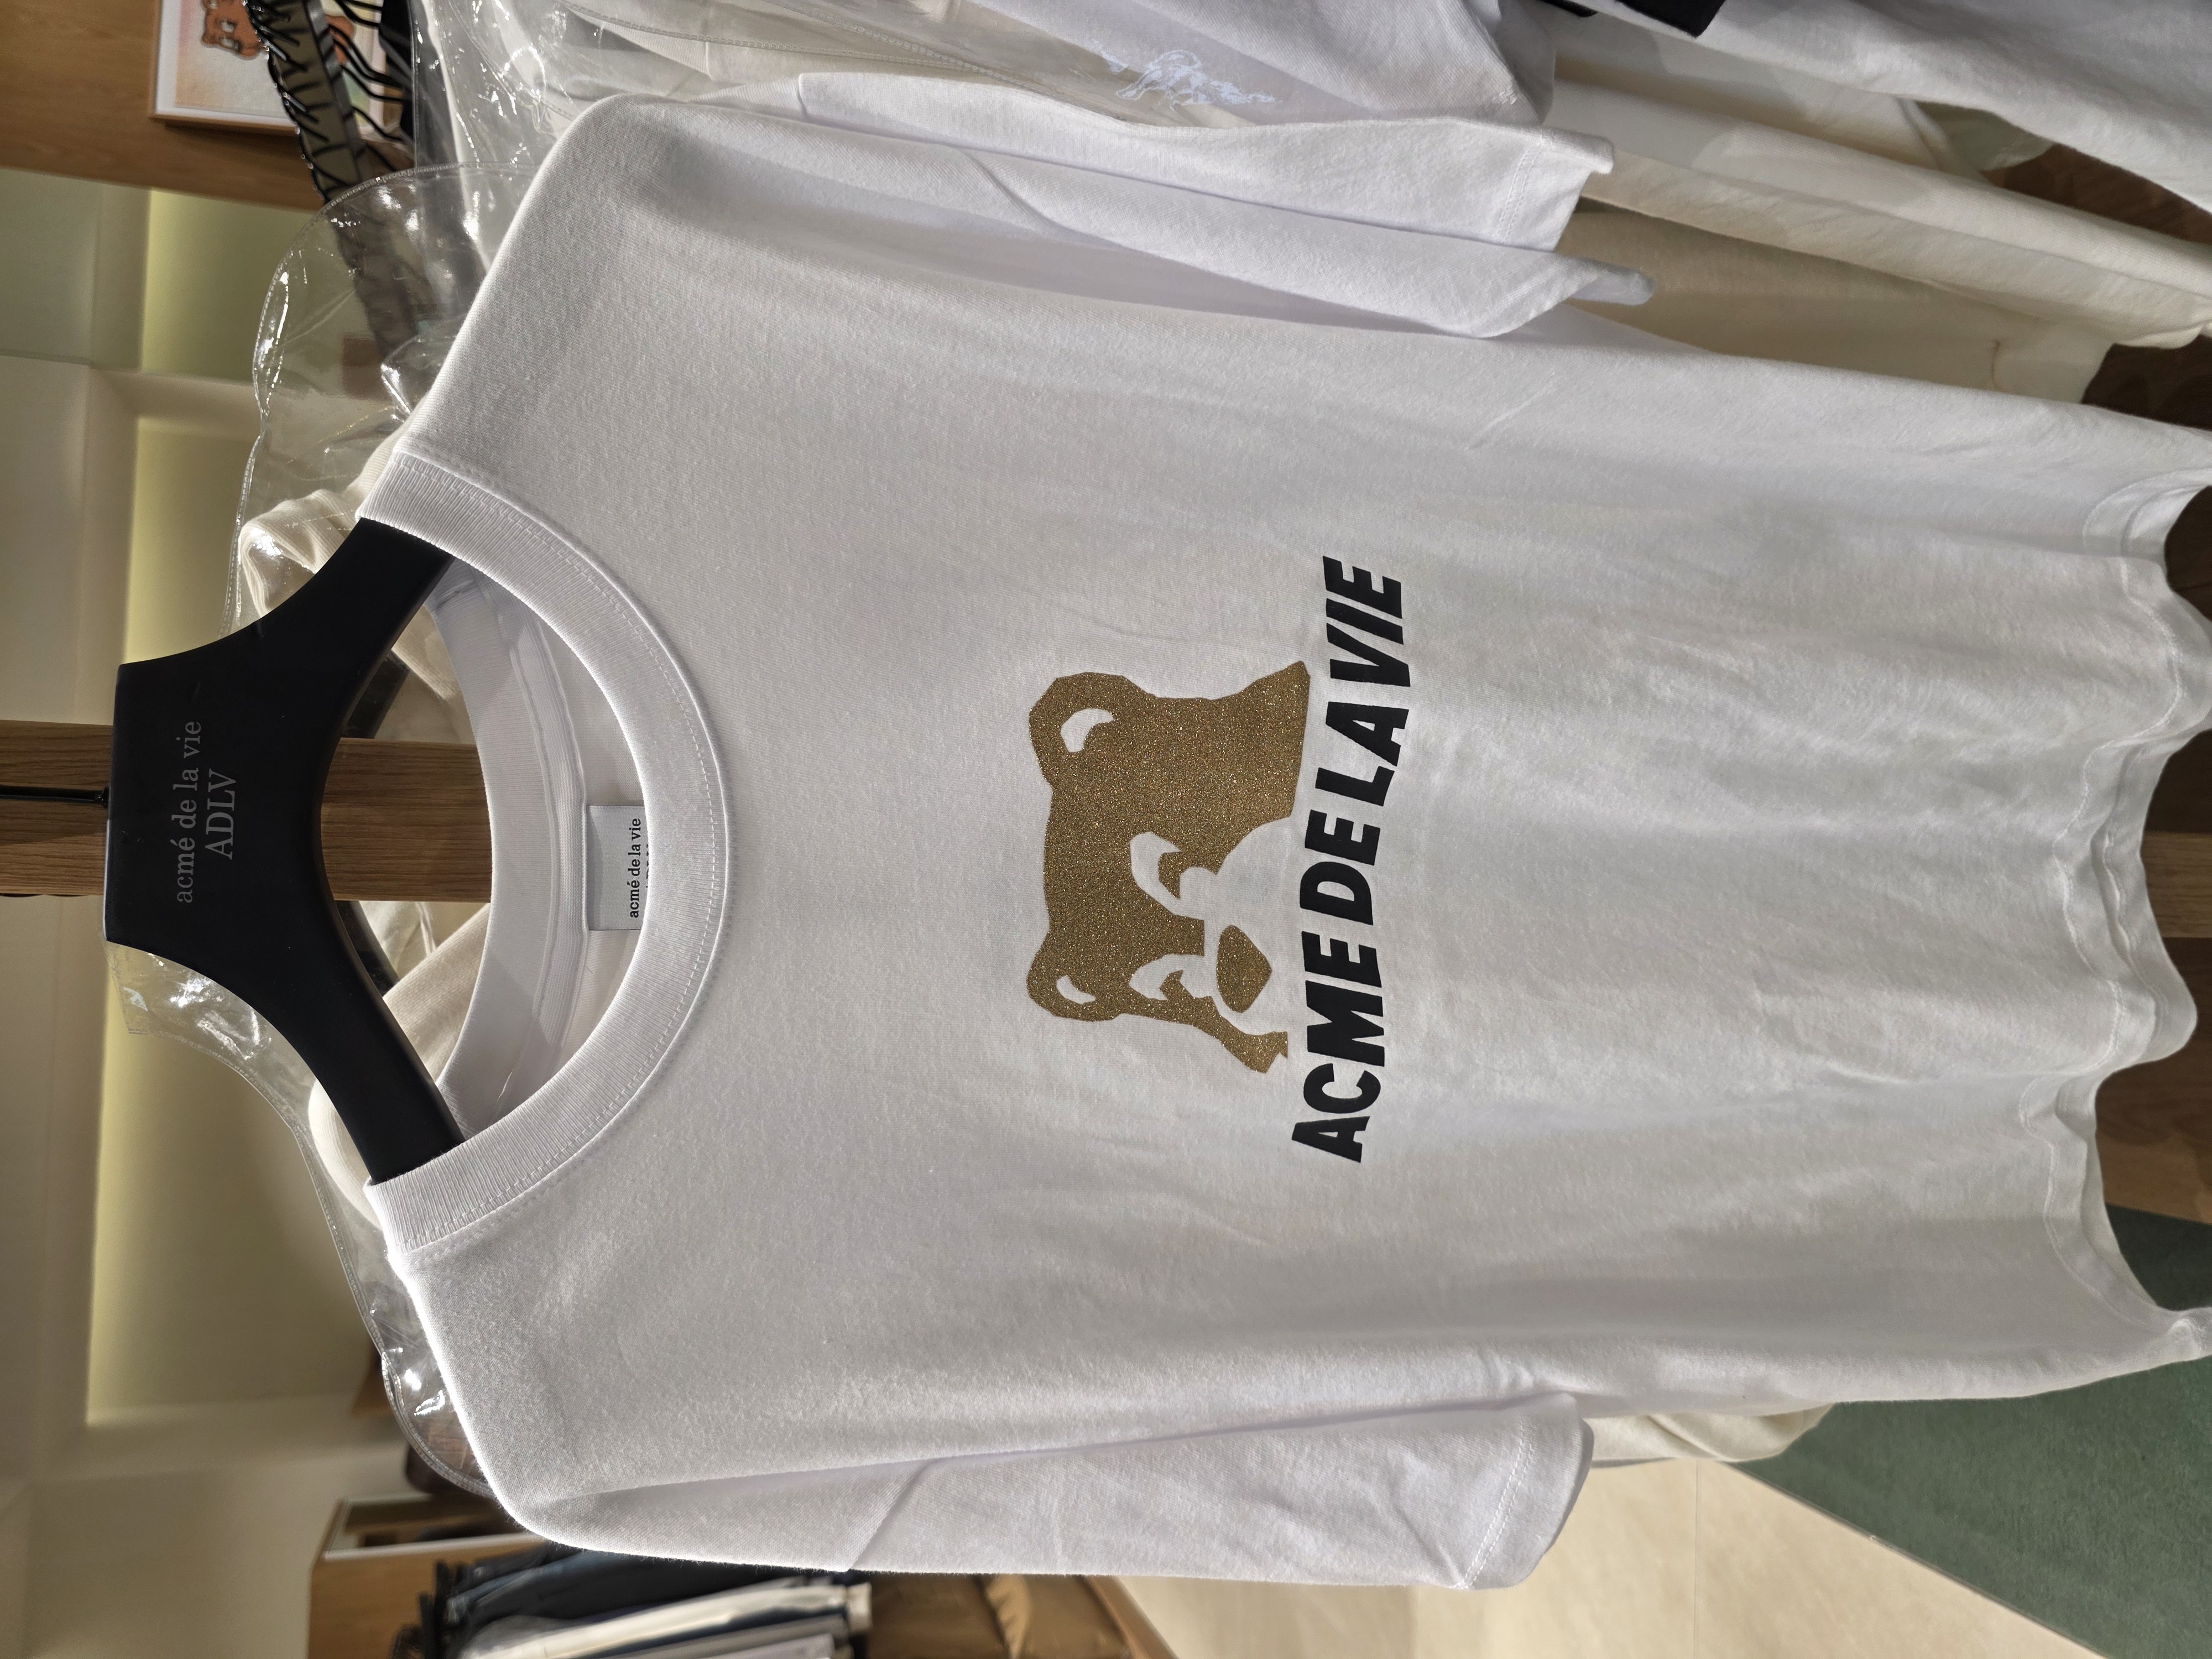 acmé de la vie
ADLV
acmé de la vie
ACME DE LA VIE